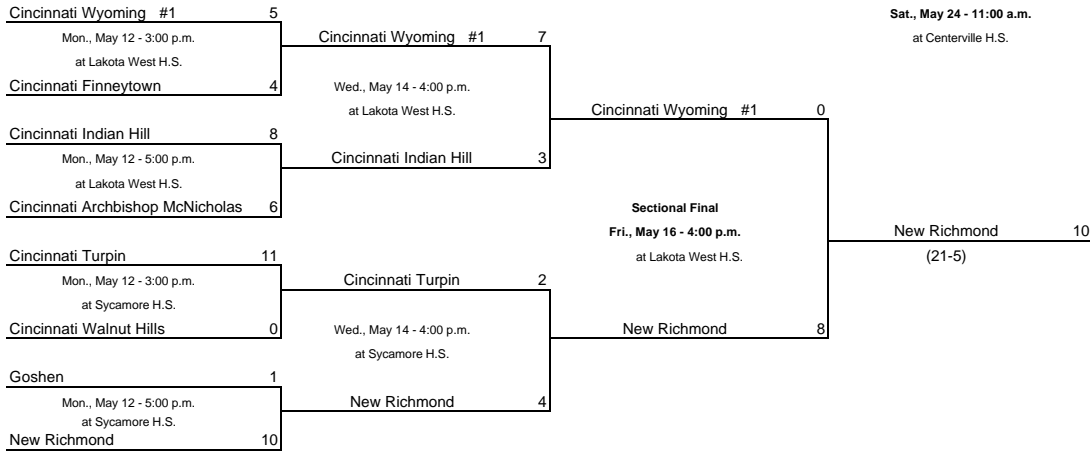 Cincinnati Wyoming #1 5
Mon., May 12 - 3:00 p.m.
at Lakota West H.S.
Cincinnati Finneytown 4
Cincinnati Indian Hill 8
Mon., May 12 - 5:00 p.m.
at Lakota West H.S.
Cincinnati Archbishop McNicholas 6
Cincinnati Turpin 11
Mon., May 12 - 3:00 p.m.
at Sycamore H.S.
Cincinnati Walnut Hills 0
Goshen 1
Mon., May 12 - 5:00 p.m.
at Sycamore H.S.
New Richmond 10
Cincinnati Wyoming #1 7
Wed., May 14 - 4:00 p.m.
at Lakota West H.S.
Cincinnati Indian Hill 3
Cincinnati Turpin 2
Wed., May 14 - 4:00 p.m.
at Sycamore H.S.
New Richmond 4
Cincinnati Wyoming #1 0
Sectional Final
Fri., May 16 - 4:00 p.m.
at Lakota West H.S.
New Richmond 8
Sat., May 24 - 11:00 a.m.
at Centerville H.S.
New Richmond 10
(21-5)